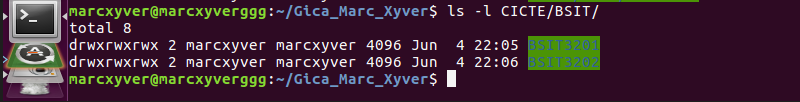 marcxyver@marcxyverggg:~/Gica_Marc_Xyver$ ls -l CICTE/BSIT/
total 8
drwxrwxrwx 2 marcxyver marcxyver 4096 Jun  4 22:05 BSIT3201
drwxrwxrwx 2 marcxyver marcxyver 4096 Jun  4 22:06 BSIT3202
marcxyver@marcxyverggg:~/Gica_Marc_Xyver$